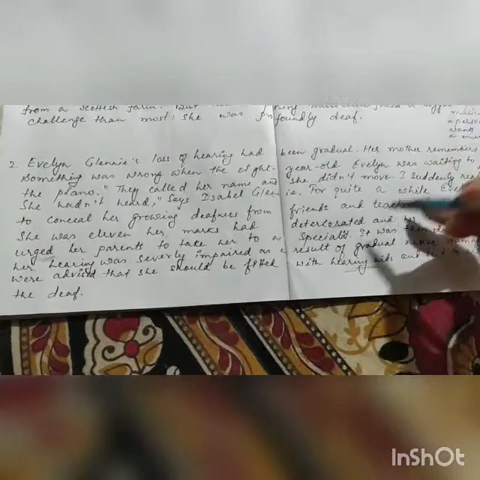 from a Scottish farm. But
challenge than most: she was profoundly deaf.
2. Evelyn Glennie's loss of hearing had been gradual. Her mother remembers
something was wrong when the eight-year-old Evelyn was waiting to
the piano. "They called her name and she didn't move. I suddenly
she hadn't heard," says Isabel Glennie. For quite a while
to conceal her growing deafness from friends and
she was eleven her marks had deteriorated and
urged her parents to take her to a specialist. It was then
her hearing was severly impaired as a result of gradual nerve
were advised that she should be fitted with hearing aids and
the deaf.
a person
wants
InShOt